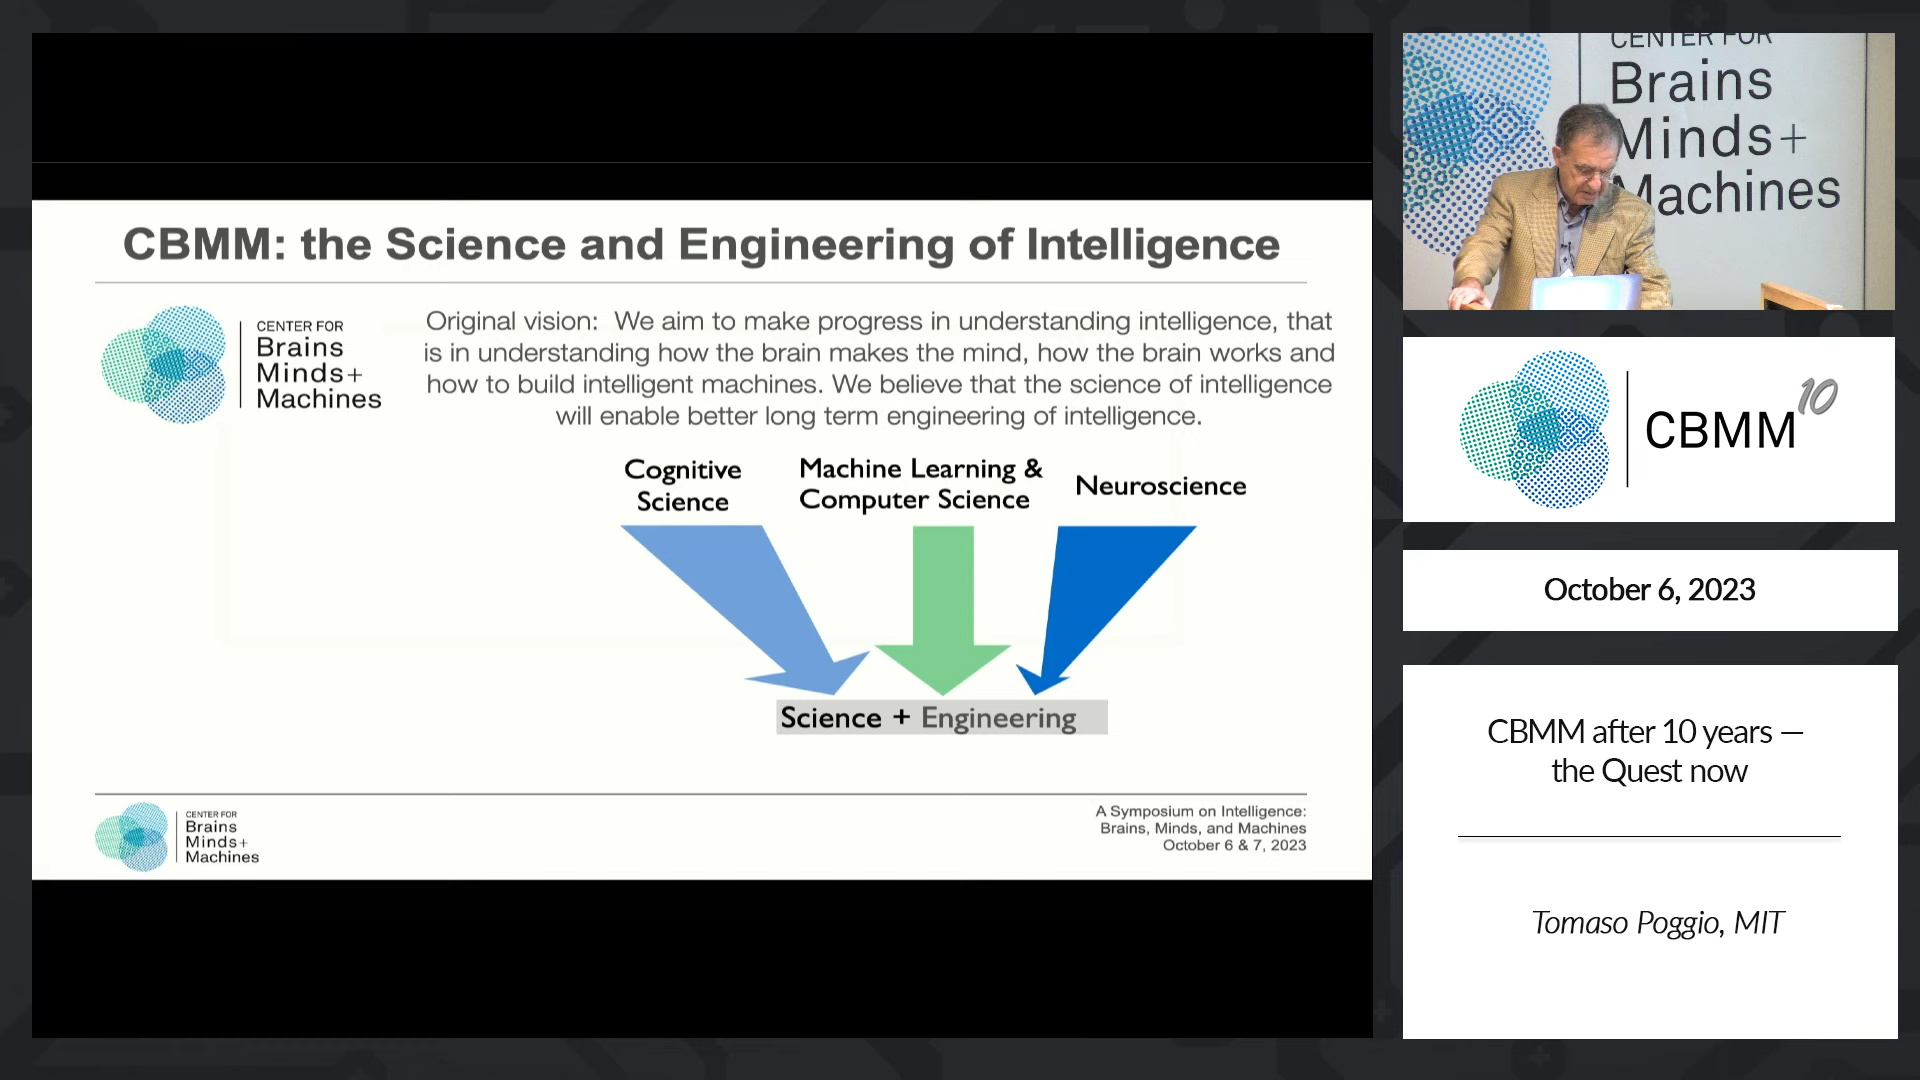 CBMM: the Science and Engineering of Intelligence
CENTER FOR
Brains
Minds+
Machines
Original vision: We aim to make progress in understanding intelligence, that
is in understanding how the brain makes the mind, how the brain works and
how to build intelligent machines. We believe that the science of intelligence
will enable better long term engineering of intelligence.
Cognitive
Science
Machine Learning &
Computer Science
Neuroscience
Science + Engineering
CENTER FOR
Brains
Minds+
Machines
A Symposium on Intelligence:
Brains, Minds, and Machines
October 6 & 7, 2023
CENTER FOR
Brains
Minds+
Machines
CBMM10
October 6, 2023
CBMM after 10 years —
the Quest now
Tomaso Poggio, MIT